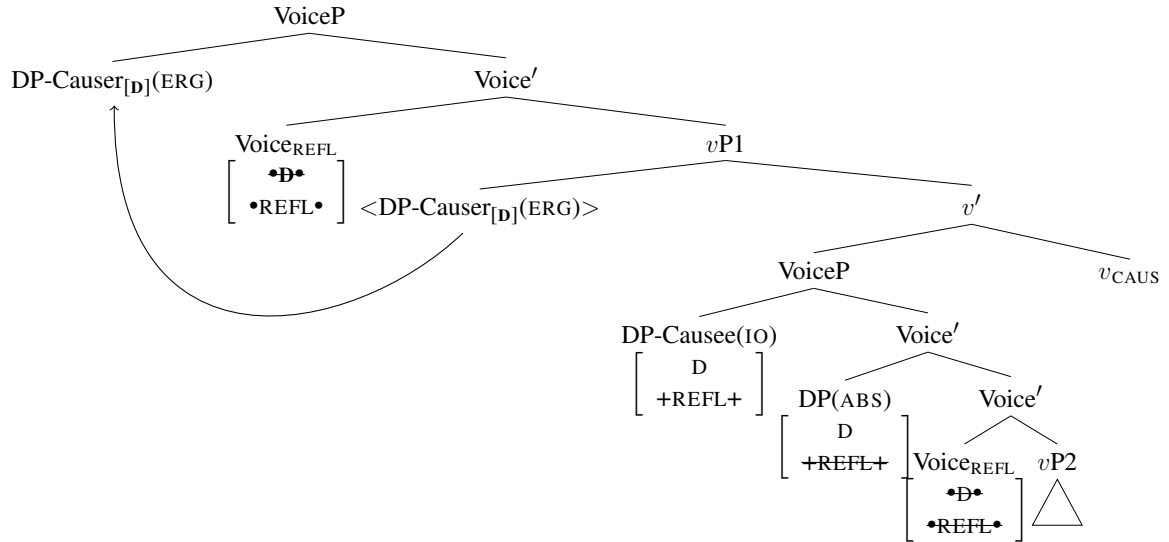 VoiceP
DP-Causer[D](ERG) Voice′
VoiceREFL vP1
•D•
•REFL• <DP-Causer[D](ERG)> v′
VoiceP vCAUS
DP-Causee(IO) Voice′
D
+REFL+ DP(ABS) Voice′
D
+REFL+ VoiceREFL vP2
•D•
•REFL•